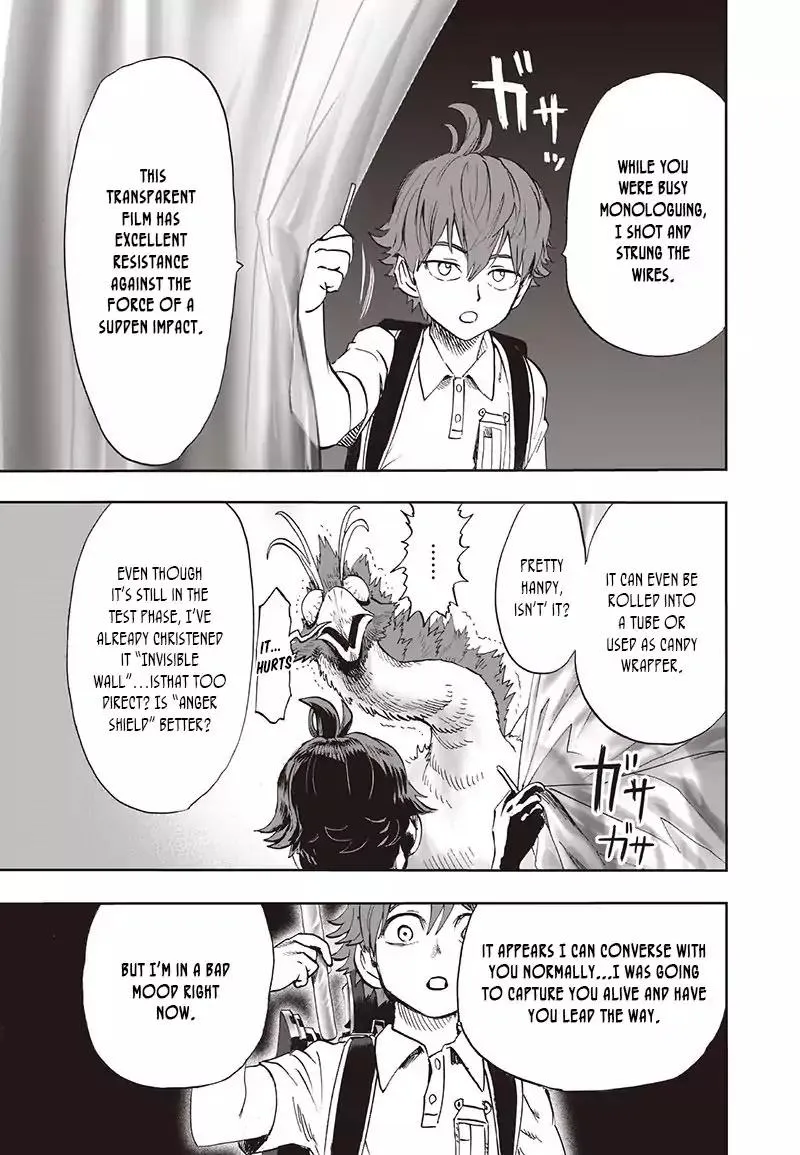 ガサッ
WHILE YOU
WERE BUSY
MONOLOGUING,
I SHOT AND
STRUNG THE
WIRES.
THIS
TRANSPARENT
FILM HAS
EXCELLENT
RESISTANCE
AGAINST THE
FORCE OF A
SUDDEN IMPACT.
IT CAN EVEN BE
ROLLED INTO
A TUBE OR
USED AS CANDY
WRAPPER.
PRETTY
HANDY,
ISN'T' IT?
......
IT...
HURTS
EVEN THOUGH
IT'S STILL IN THE
TEST PHASE, I'VE
ALREADY CHRISTENED
IT "INVISIBLE
WALL"...ISTHAT TOO
DIRECT? IS "ANGER
SHIELD" BETTER?
ガサ
ガサ
IT APPEARS I CAN CONVERSE WITH
YOU NORMALLY...I WAS GOING
TO CAPTURE YOU ALIVE AND HAVE
YOU LEAD THE WAY.
BUT I'M IN A BAD
MOOD RIGHT
NOW.